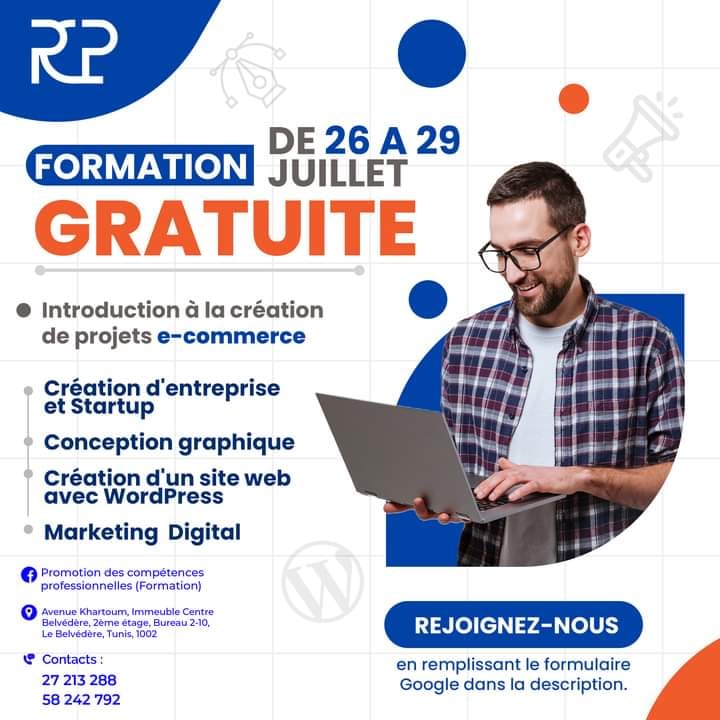 RCP
FORMATION
DE 26 A 29
JUILLET
GRATUITE
Introduction à la création
de projets e-commerce
Création d'entreprise
et Startup
Conception graphique
Création d'un site web
avec WordPress
Marketing Digital
Promotion des compétences
professionnelles (Formation)
Avenue Khartoum, Immeuble Centre
Belvédère, 2ème étage, Bureau 2-10,
Le Belvédère, Tunis, 1002
Contacts :
27 213 288
58 242 792
REJOIGNEZ-NOUS
en remplissant le formulaire
Google dans la description.